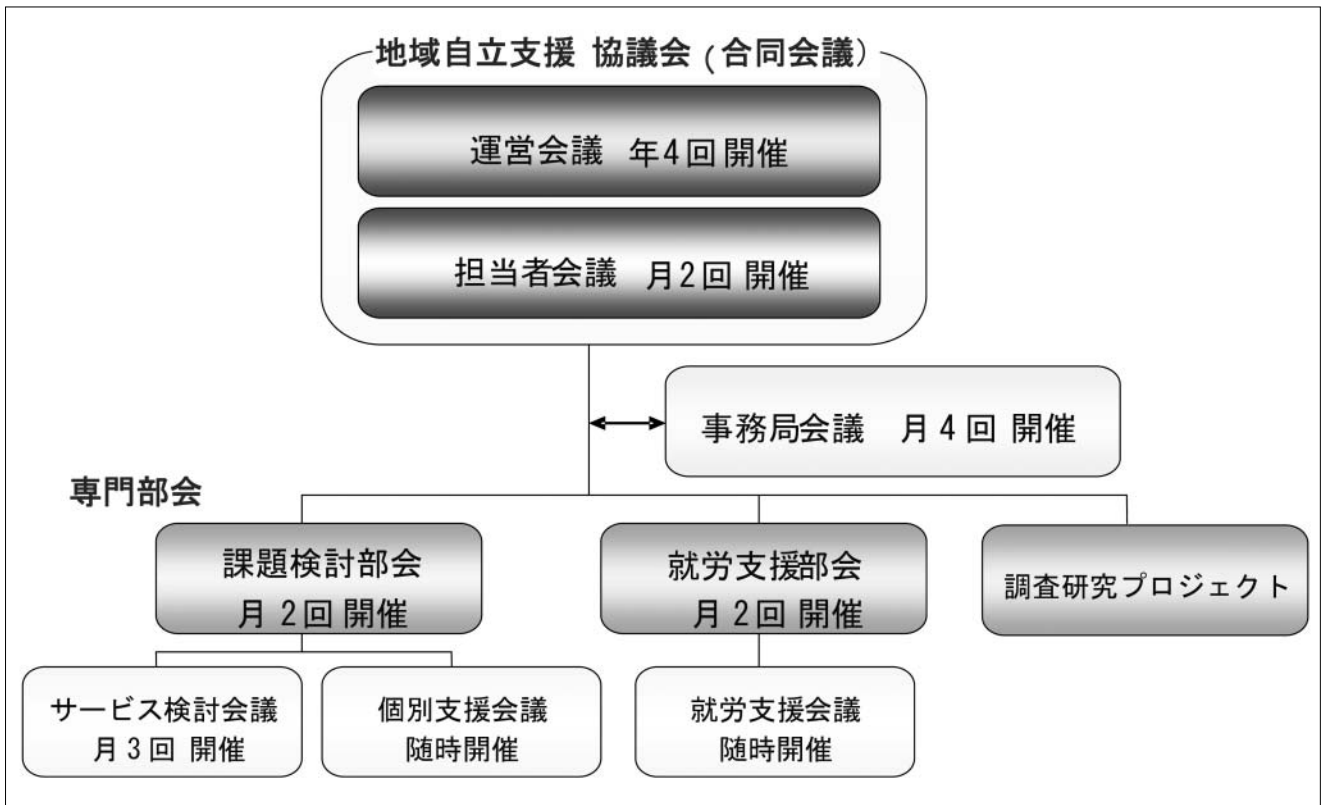 地域自立支援 協議会(合同会議)
運営会議 年4回開催
担当者会議 月2回 開催
事務局会議 月4回 開催
専門部会
課題検討部会
月2回 開催
就労支援部会
月2回 開催
調査研究プロジェクト
サービス検討会議
月3回 開催
個別支援会議
随時開催
就労支援会議
随時開催